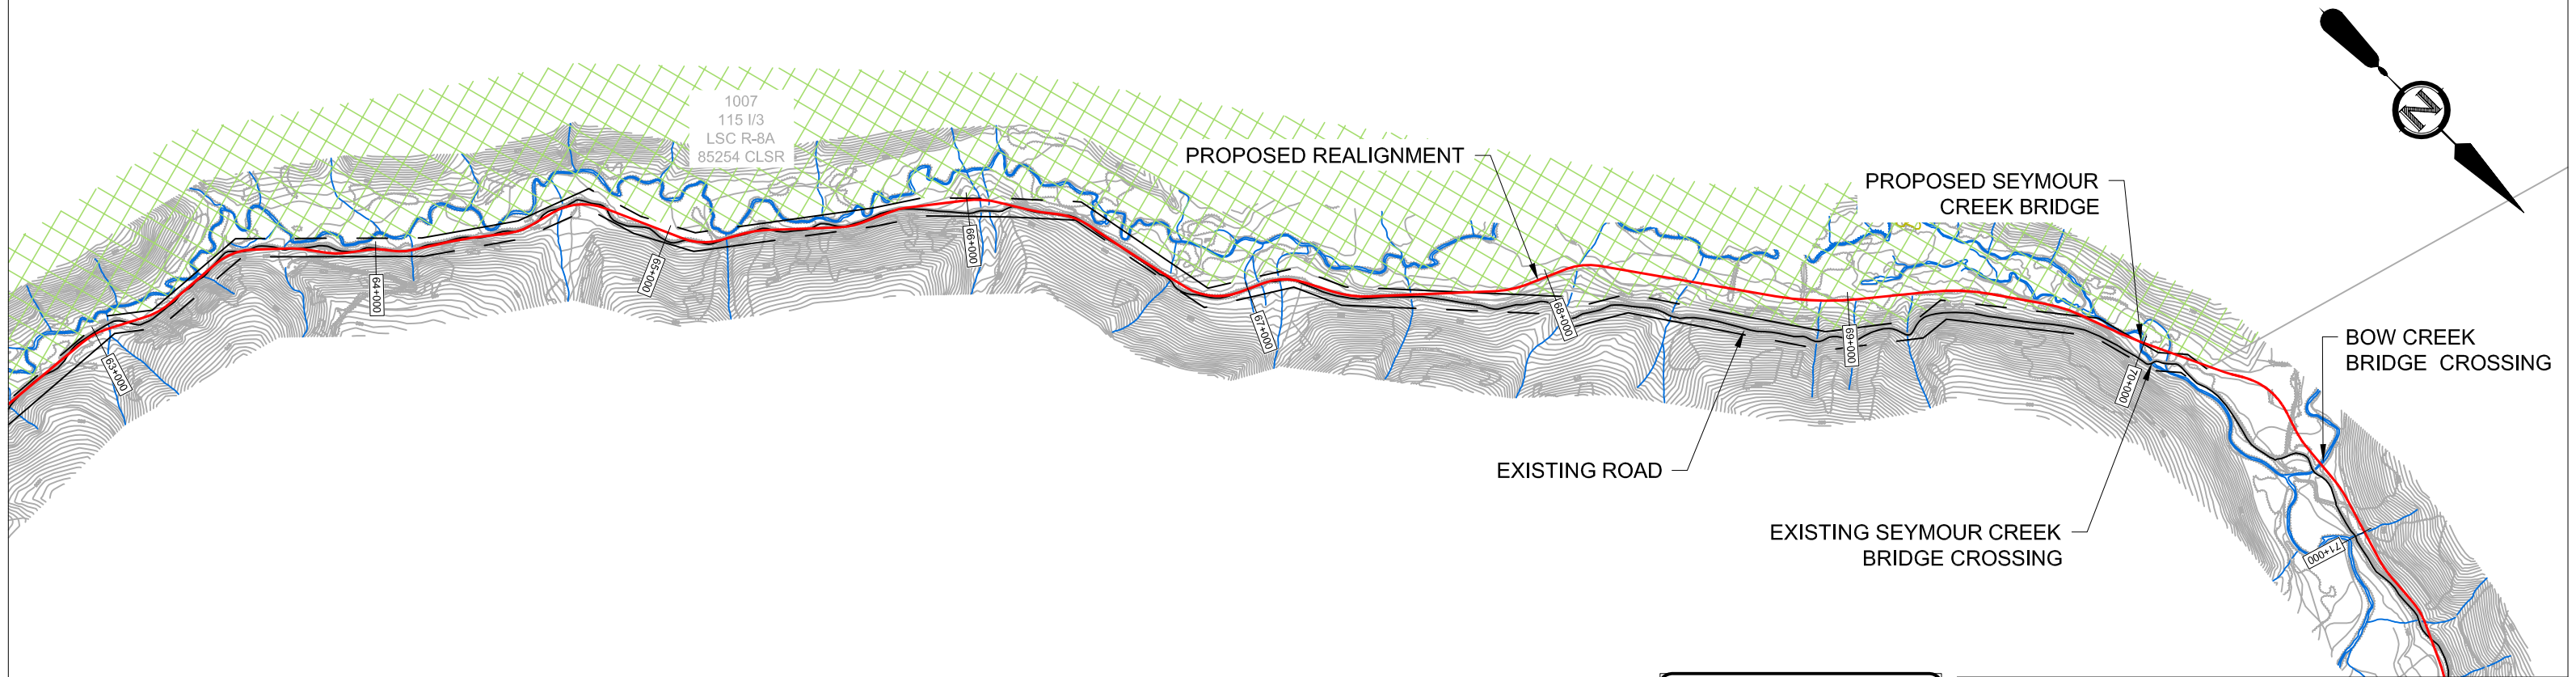 1007
115 I/3
LSC R-8A
85254 CLSR
PROPOSED REALIGNMENT
PROPOSED SEYMOUR
CREEK BRIDGE
N
BOW CREEK
BRIDGE CROSSING
EXISTING ROAD
EXISTING SEYMOUR CREEK
BRIDGE CROSSING
63+000
64+000
65+000
66+000
67+000
68+000
69+000
70+000
71+000